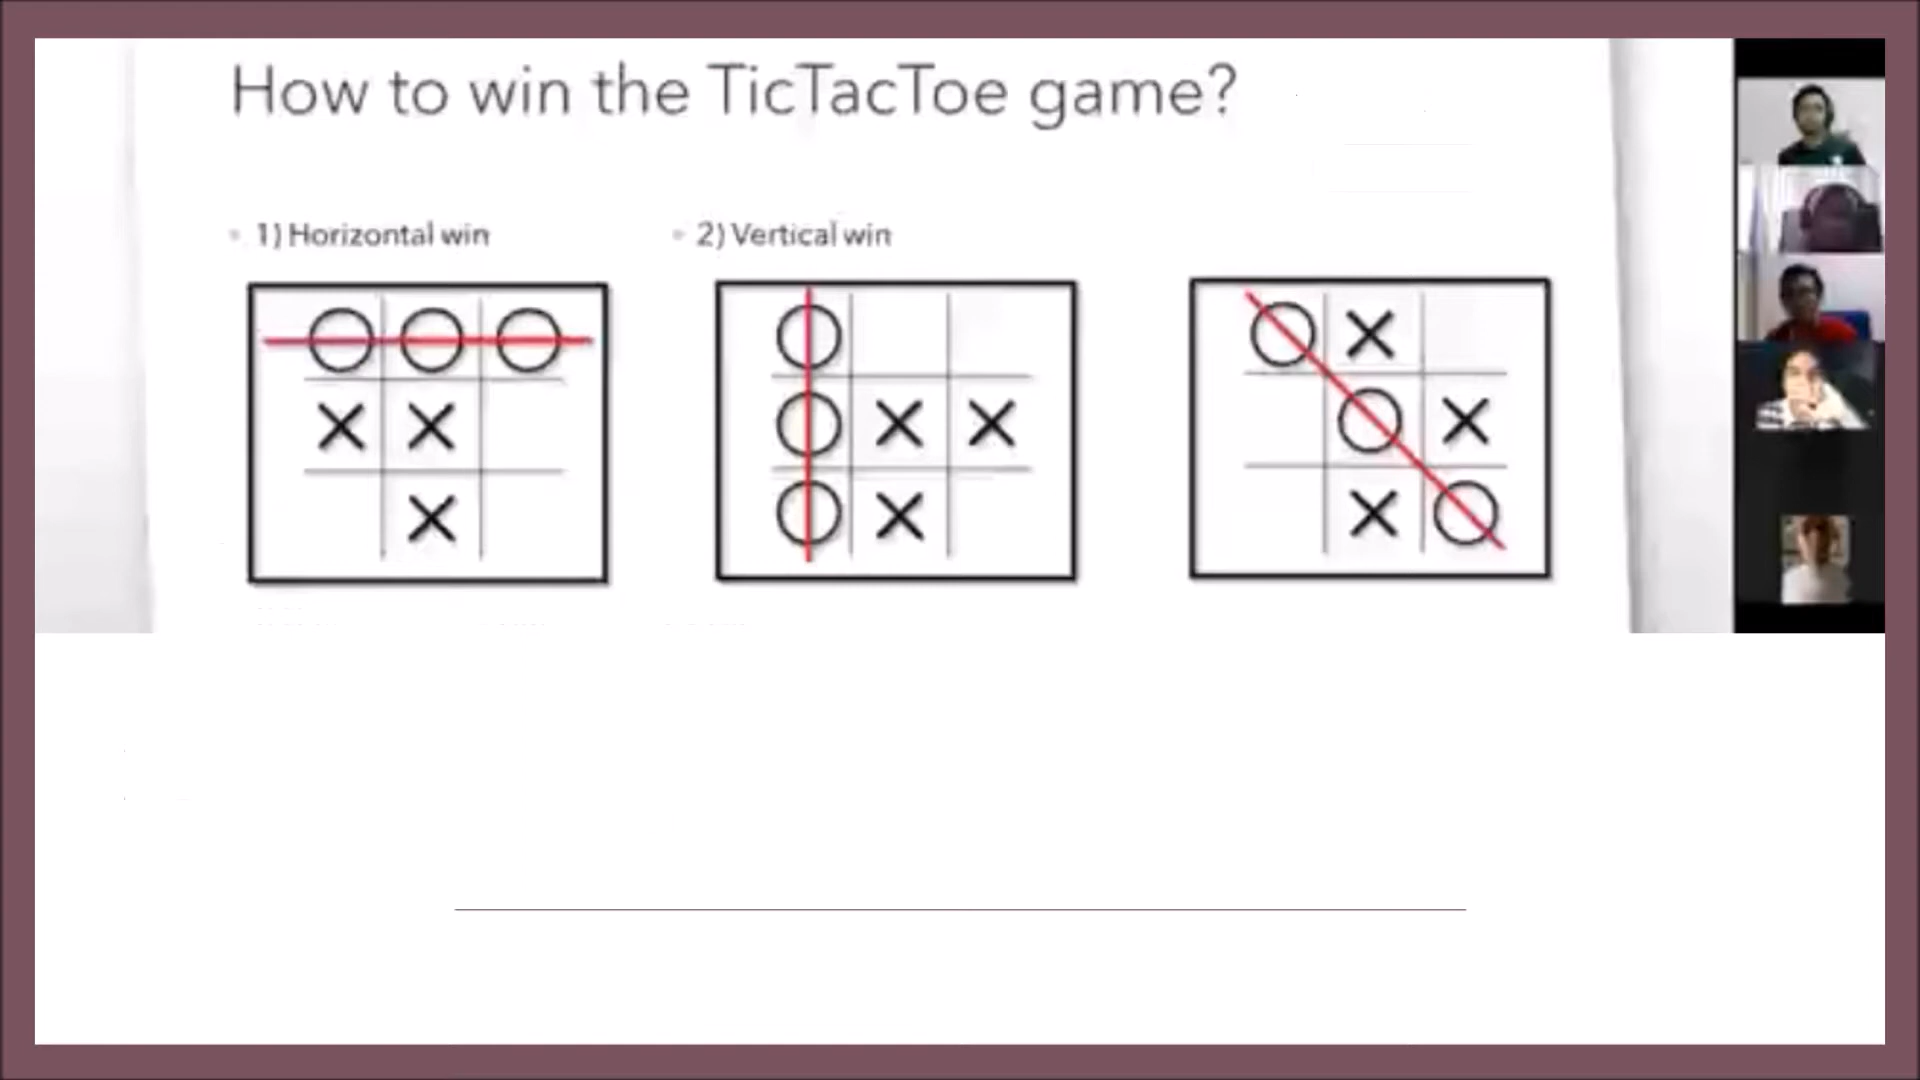 How to win the TicTacToe game?
1) Horizontal win
2) Vertical win